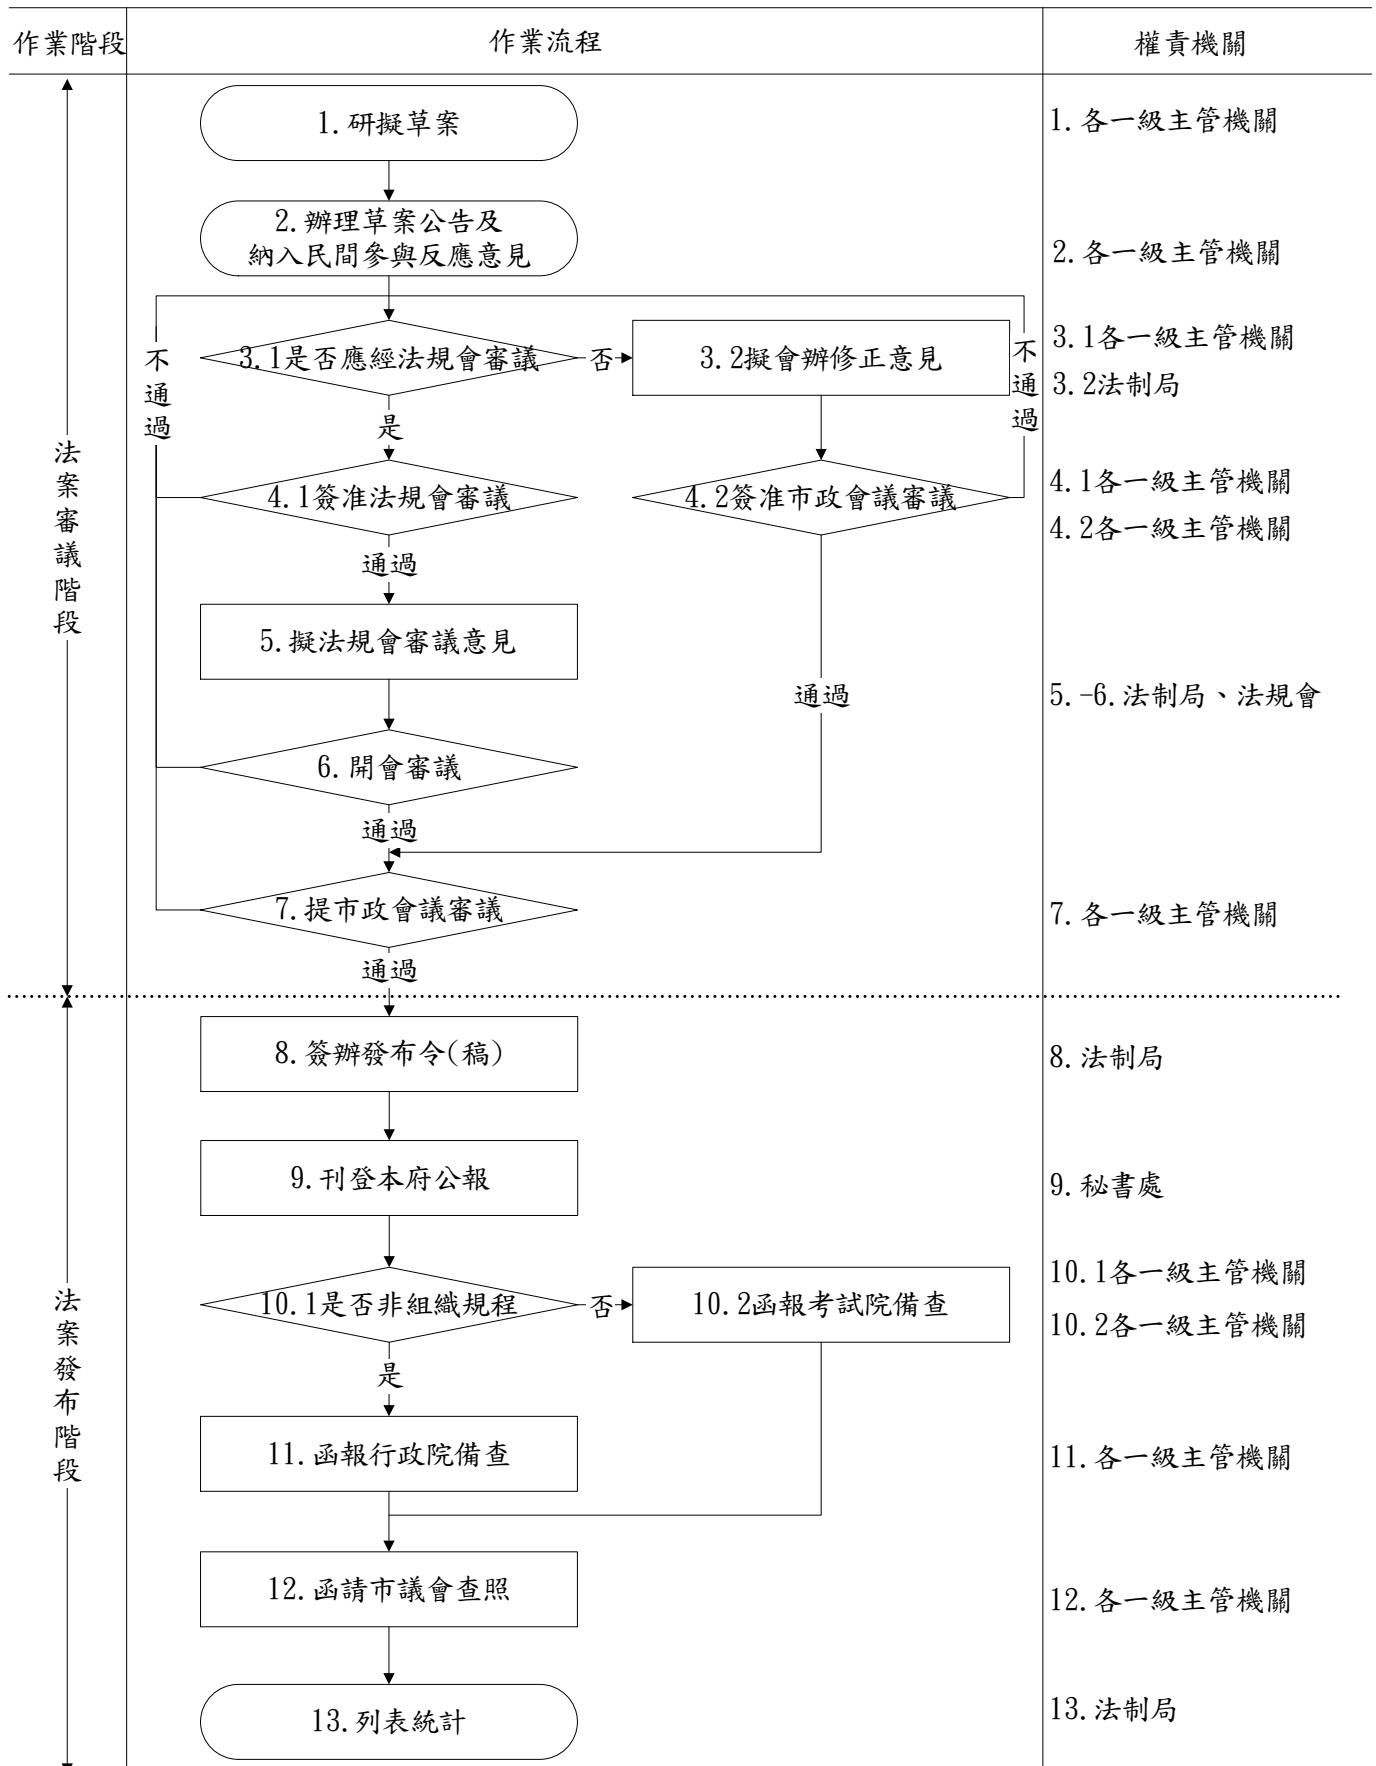 作業階段
作業流程
權責機關
1.研擬草案
1.各一級主管機關
2.辦理草案公告及
納入民間參與反應意見
2.各一級主管機關
不通過
3.1是否應經法規會審議
否
3.2擬會辦修正意見
不通過
3.1各一級主管機關
3.2法制局
是
法案審議階段
4.1簽准法規會審議
4.2簽准市政會議審議
4.1各一級主管機關
4.2各一級主管機關
通過
5.擬法規會審議意見
通過
5.-6.法制局、法規會
6.開會審議
通過
7.提市政會議審議
7.各一級主管機關
通過
8.簽辦發布令(稿)
8.法制局
9.刊登本府公報
9.秘書處
法案發布階段
10.1是否非組織規程
否
10.2函報考試院備查
10.1各一級主管機關
10.2各一級主管機關
是
11.函報行政院備查
11.各一級主管機關
12.函請市議會查照
12.各一級主管機關
13.列表統計
13.法制局